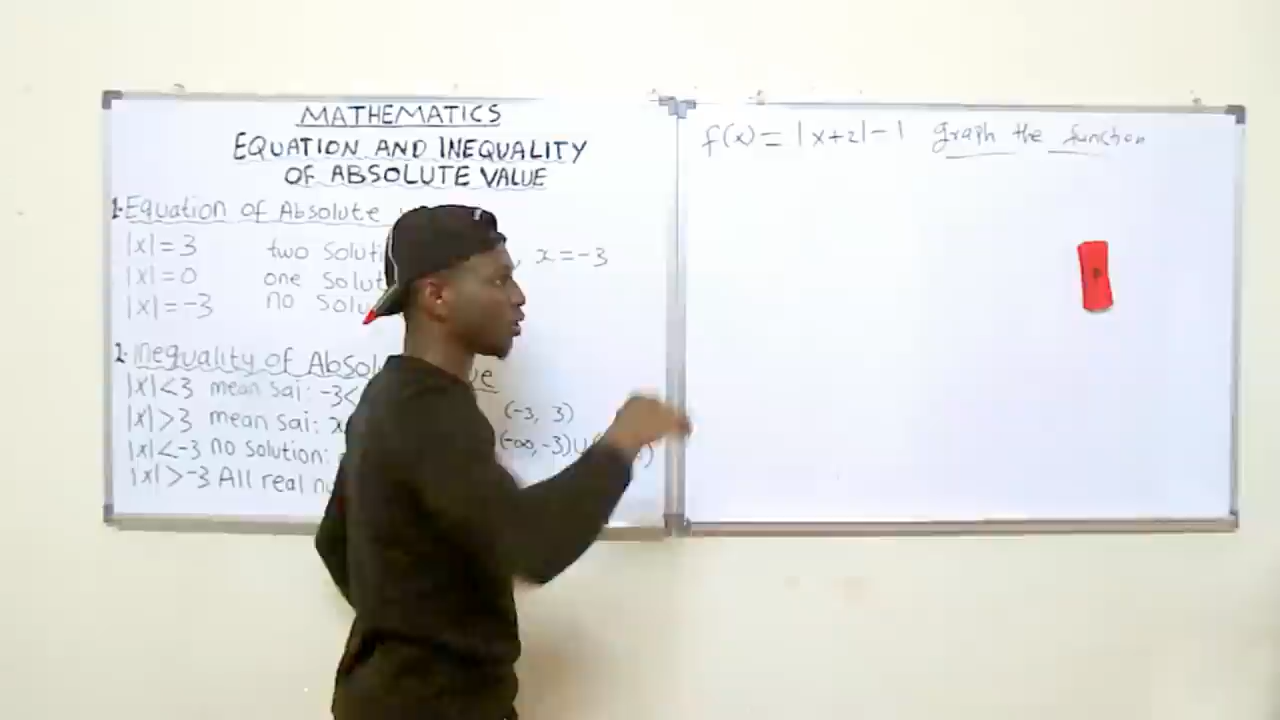 MATHEMATICS
EQUATION AND INEQUALITY
OF ABSOLUTE VALUE
1. Equation of Absolute
|x|=3 two , x=-3
|x|=0 one
|x|=-3 no
2. Inequality of
|x|<3 mean sai: -3< (-3, 3)
|x|>3 mean sai: x (-∞, -3)U
|x|<-3 no solution:
|x|>-3 All real
f(x) = |x+2|-1 graph the function